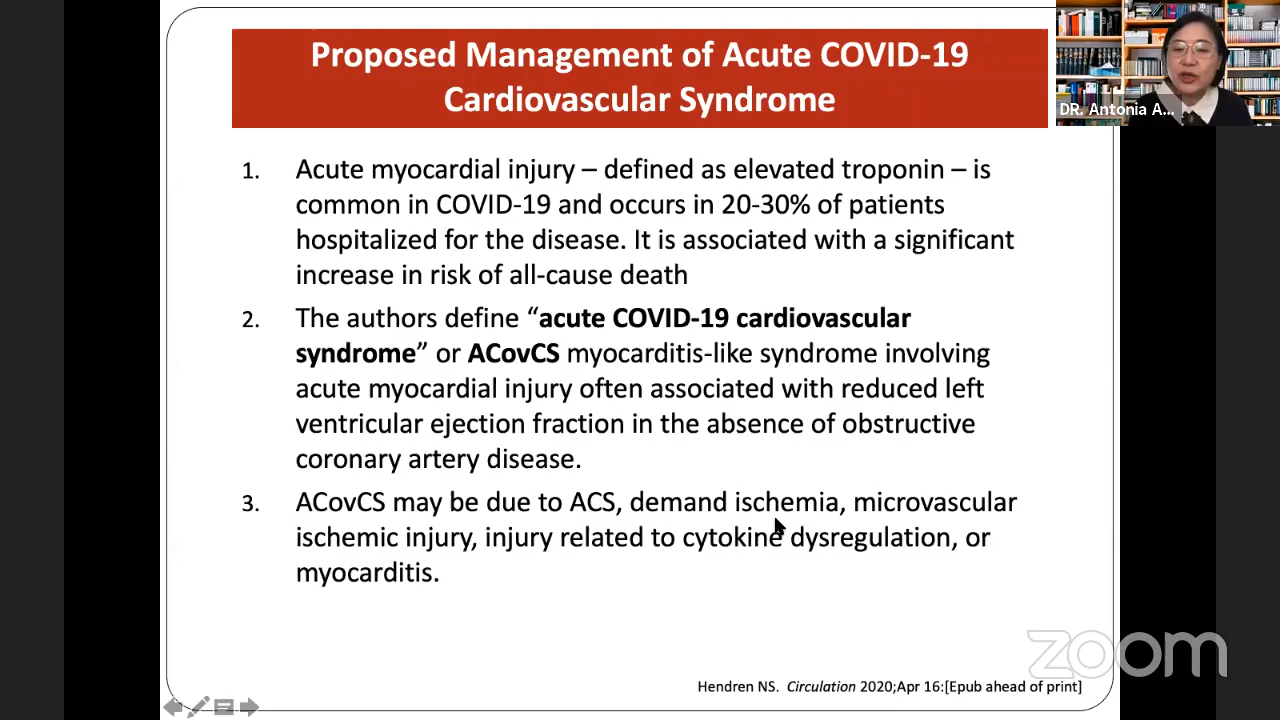 Proposed Management of Acute COVID-19
Cardiovascular Syndrome
DR. Antonia A...
1. Acute myocardial injury – defined as elevated troponin – is
common in COVID-19 and occurs in 20-30% of patients
hospitalized for the disease. It is associated with a significant
increase in risk of all-cause death
2. The authors define “acute COVID-19 cardiovascular
syndrome” or ACovCS myocarditis-like syndrome involving
acute myocardial injury often associated with reduced left
ventricular ejection fraction in the absence of obstructive
coronary artery disease.
3. ACovCS may be due to ACS, demand ischemia, microvascular
ischemic injury, injury related to cytokine dysregulation, or
myocarditis.
zoom
Hendren NS. Circulation 2020;Apr 16:[Epub ahead of print]